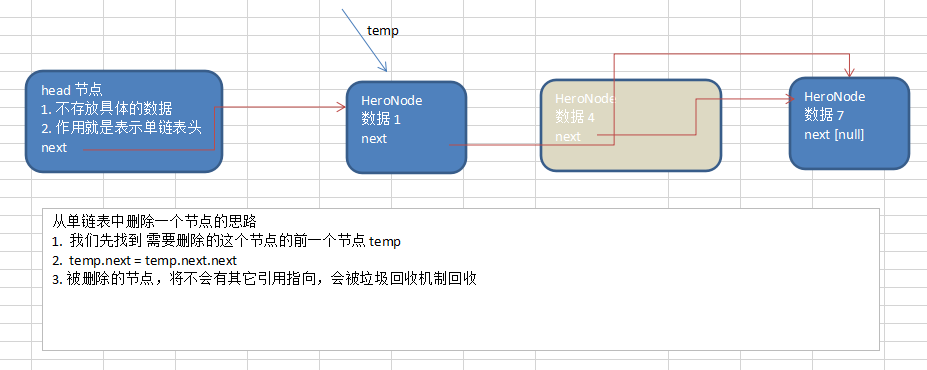 temp
head 节点
1. 不存放具体的数据
2. 作用就是表示单链表头
next
HeroNode
数据 1
next
HeroNode
数据 4
next
HeroNode
数据 7
next [null]
从单链表中删除一个节点的思路
1. 我们先找到 需要删除的这个节点的前一个节点 temp
2. temp.next = temp.next.next
3. 被删除的节点，将不会有其它引用指向，会被垃圾回收机制回收